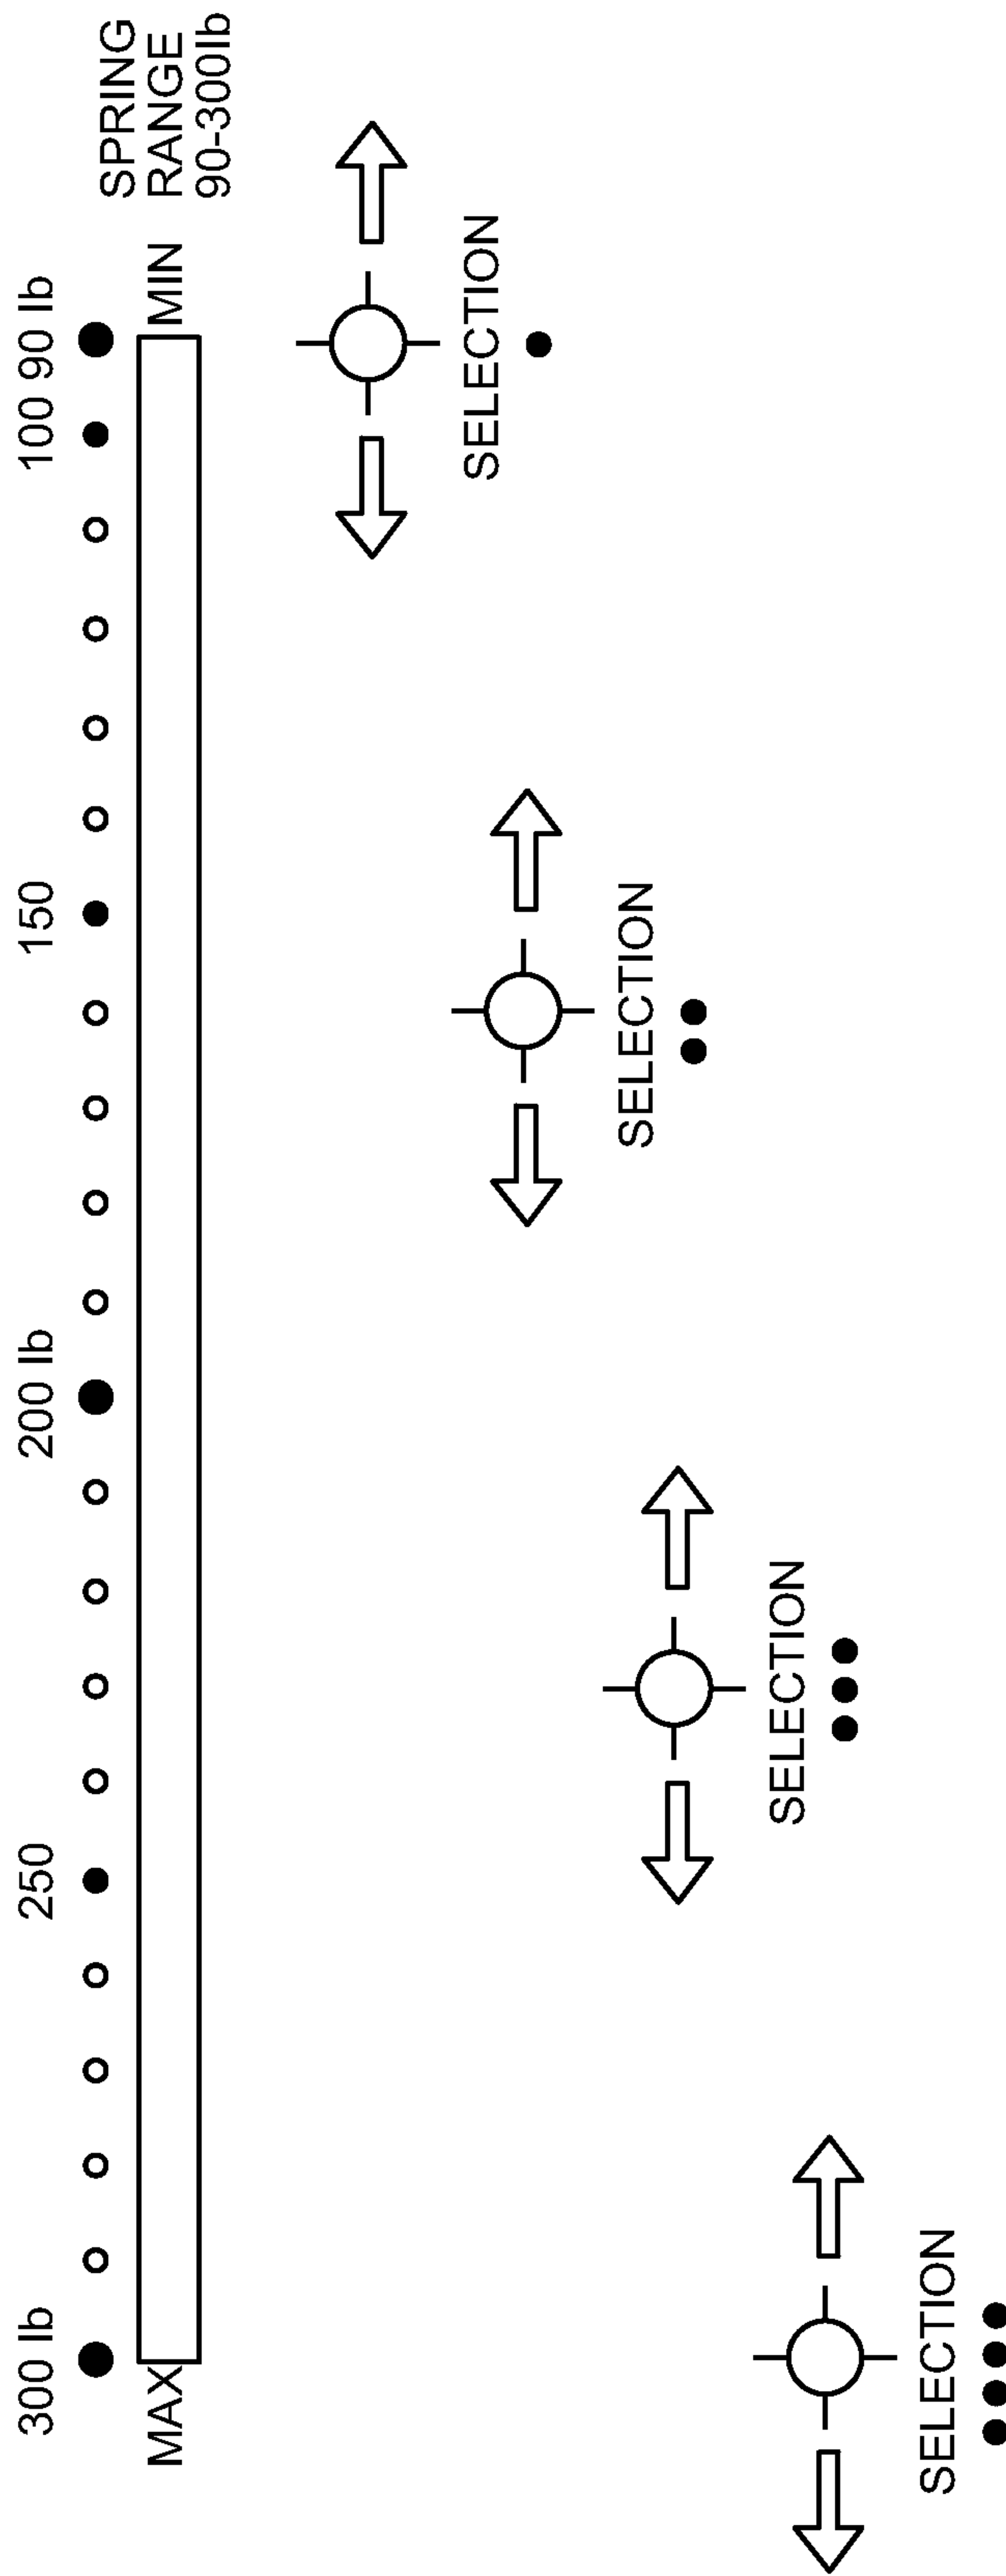 300 lb 250 200 lb 150 100 90 lb
MAX
MIN
SPRING
RANGE
90-300lb
SELECTION
SELECTION
SELECTION
SELECTION